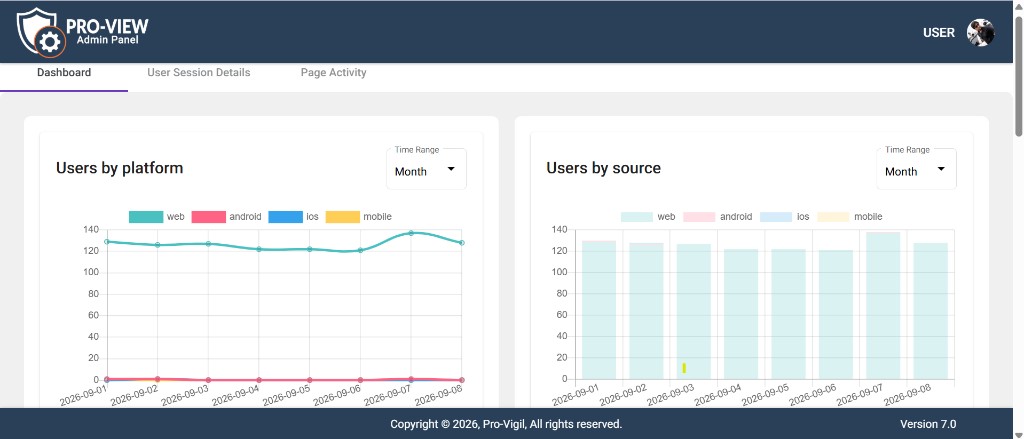 PRO-VIEW
Admin Panel
USER
Dashboard
User Session Details
Page Activity
Users by platform
Time Range
Month
web
android
ios
mobile
140
120
100
80
60
40
20
0
2026-09-01
2026-09-02
2026-09-03
2026-09-04
2026-09-05
2026-09-06
2026-09-07
2026-09-08
Users by source
Time Range
Month
web
android
ios
mobile
140
120
100
80
60
40
20
0
2026-09-01
2026-09-02
2026-09-03
2026-09-04
2026-09-05
2026-09-06
2026-09-07
2026-09-08
Copyright © 2026, Pro-Vigil, All rights reserved.
Version 7.0